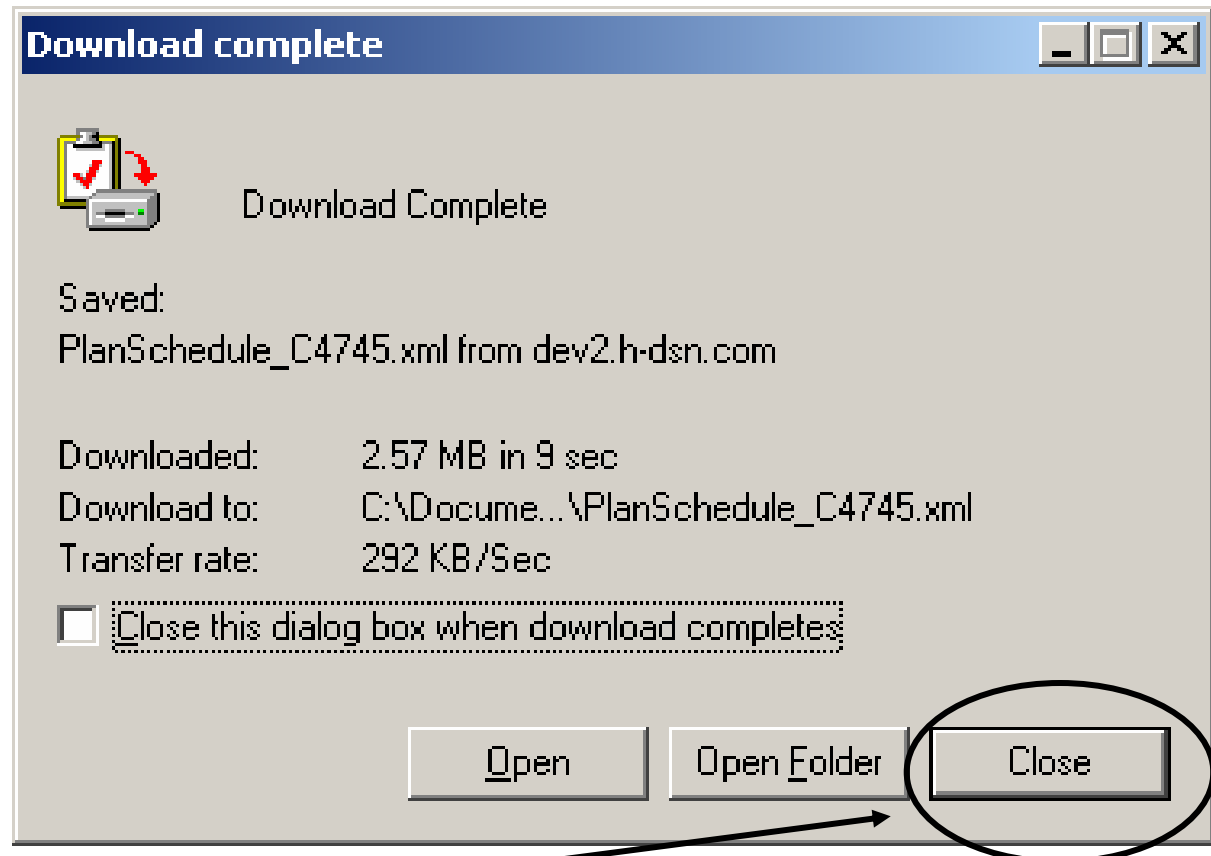 Download complete
Download Complete
Saved:
PlanSchedule_C4745.xml from dev2.h-dsn.com
Downloaded: 2.57 MB in 9 sec
Download to: C:\Docume...\PlanSchedule_C4745.xml
Transfer rate: 292 KB/Sec
Close this dialog box when download completes
Open Open Folder Close